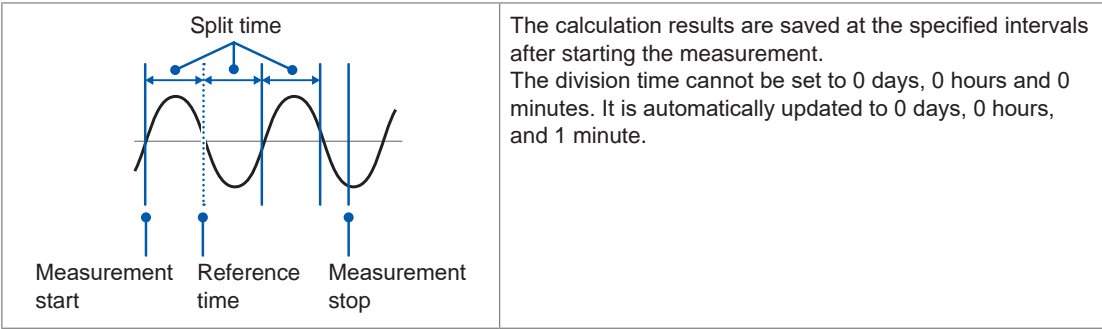 Split time
Measurement
start
Reference
time
Measurement
stop
The calculation results are saved at the specified intervals
after starting the measurement.
The division time cannot be set to 0 days, 0 hours and 0
minutes. It is automatically updated to 0 days, 0 hours,
and 1 minute.